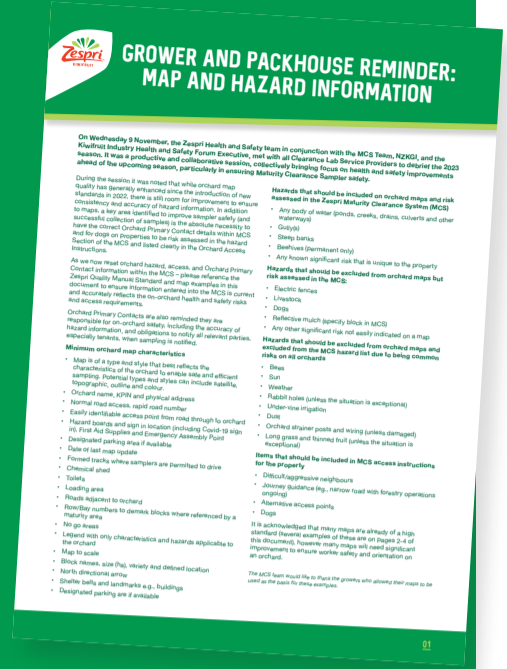 Zespri
KIWIFRUIT
GROWER AND PACKHOUSE REMINDER:
MAP AND HAZARD INFORMATION
On Wednesday 9 November, the Zespri Health and Safety team in conjunction with the MCS Team, NZKGI, and the
Kiwifruit Industry Health and Safety Forum Executive, met with all Clearance Lab Service Providers to debrief the 2023
season. It was a productive and collaborative session, collectively bringing focus on health and safety improvements
ahead of the upcoming season, particularly in ensuring Maturity Clearance Sampler safety.
During the session it was noted that while orchard map
quality has generally enhanced since the introduction of new
standards in 2022, there is still room for improvement to ensure
consistency and accuracy of hazard information. In addition
to maps, a key area identified to improve sampler safety (and
successful collection of samples) is the absolute necessity to
have the correct Orchard Primary Contact details within MCS
and for dogs on properties to be risk assessed in the hazard
Section of the MCS and listed clearly in the Orchard Access
Instructions.
As we now reset orchard hazard, access, and Orchard Primary
Contact information within the MCS – please reference the
Zespri Quality Manual Standard and map examples in this
document to ensure information entered into the MCS is current
and accurately reflects the on-orchard health and safety risks
and access requirements.
Orchard Primary Contacts are also reminded they are
responsible for on-orchard safety, including the accuracy of
hazard information, and obligations to notify all relevant parties,
especially tenants, when sampling is notified.
Minimum orchard map characteristics
• Map is of a type and style that best reflects the
characteristics of the orchard to enable safe and efficient
sampling. Potential types and styles can include satellite,
topographic, outline and colour.
• Orchard name, KPIN and physical address
• Normal road access, rapid road number
• Easily identifiable access point from road through to orchard
• Hazard boards and sign in location (including Covid-19 sign
in), First Aid Supplies and Emergency Assembly Point
• Designated parking area if available
• Date of last map update
• Formed tracks where samplers are permitted to drive
• Chemical shed
• Toilets
• Loading area
• Roads adjacent to orchard
• Row/Bay numbers to demark blocks where referenced by a
maturity area
• No go areas
• Legend with only characteristics and hazards applicable to
the orchard
• Map to scale
• Block names, size (ha), variety and defined location
• North directional arrow
• Shelter belts and landmarks e.g., buildings
• Designated parking are if available
Hazards that should be included on orchard maps and risk
assessed in the Zespri Maturity Clearance System (MCS)
• Any body of water (ponds, creeks, drains, culverts and other
waterways)
• Gully(s)
• Steep banks
• Beehives (permanent only)
• Any known significant risk that is unique to the property
Hazards that should be excluded from orchard maps but
risk assessed in the MCS:
• Electric fences
• Livestock
• Dogs
• Reflective mulch (specify block in MCS)
• Any other significant risk not easily indicated on a map
Hazards that should be excluded from orchard maps and
excluded from the MCS hazard list due to being common
risks on all orchards
• Bees
• Sun
• Weather
• Rabbit holes (unless the situation is exceptional)
• Under-vine irrigation
• Dust
• Orchard strainer posts and wiring (unless damaged)
• Long grass and thinned fruit (unless the situation is
exceptional)
Items that should be included in MCS access instructions
for the property
• Difficult/aggressive neighbours
• Journey guidance (eg., narrow road with forestry operations
ongoing)
• Alternative access points
• Dogs
It is acknowledged that many maps are already of a high
standard (several examples of these are on pages 2-4 of
this document), however many maps will need significant
improvement to ensure worker safety and orientation on
an orchard.
The MCS team would like to thank the growers who allowed their maps to be
used as the basis for these examples.
01